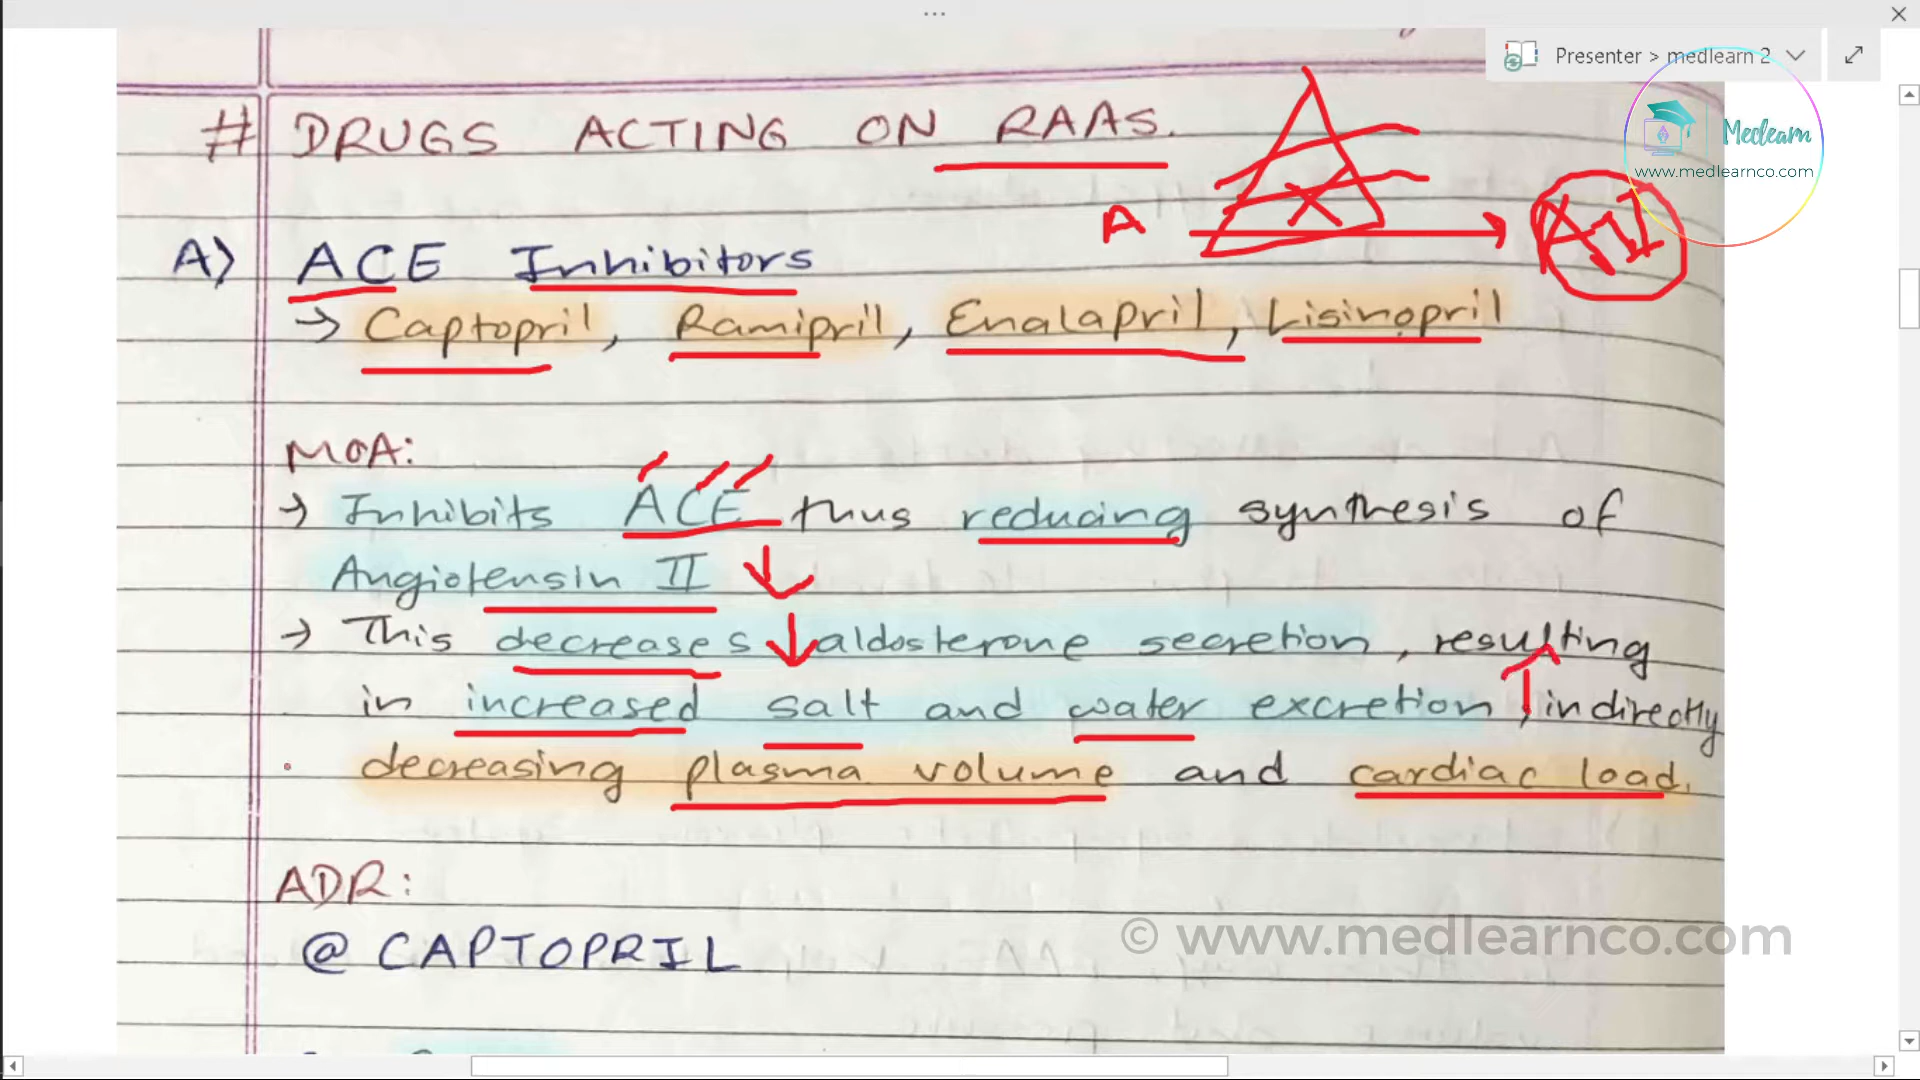 ...
Presenter > medlearn 2
Medlearn
www.medlearnco.com
# DRUGS ACTING ON RAAS.
A
AII
A) ACE Inhibitors
→ Captopril, Ramipril, Enalapril, Lisinopril
MOA:
→ Inhibits ACE thus reducing synthesis of
Angiotensin II ↓
→ This decreases ↓ aldosterone secretion, resulting
in increased salt and water excretion, ↑ indirectly
decreasing plasma volume and cardiac load.
ADR:
@ CAPTOPRIL
© www.medlearnco.com